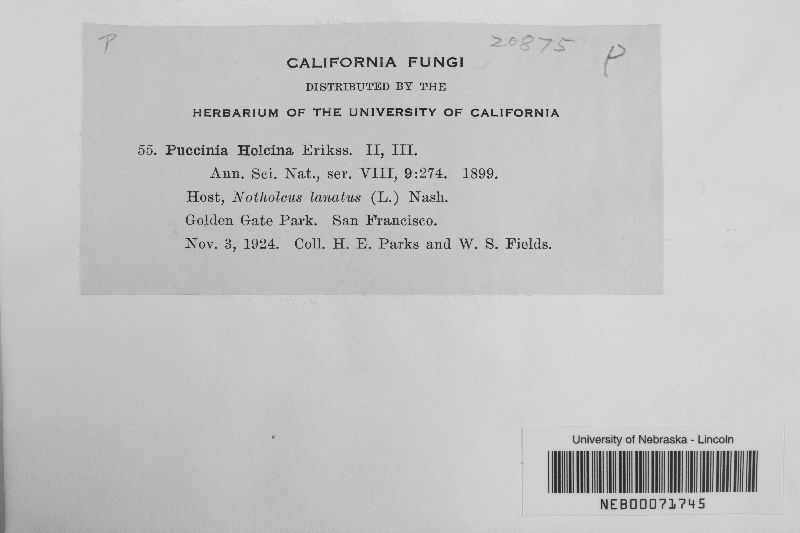 P 20875 P
CALIFORNIA FUNGI
DISTRIBUTED BY THE
HERBARIUM OF THE UNIVERSITY OF CALIFORNIA
55. Puccinia Holcina Erikss. II, III.
Ann. Sci. Nat., ser. VIII, 9:274. 1899.
Host, Notholcus lanatus (L.) Nash.
Golden Gate Park. San Francisco.
Nov. 3, 1924. Coll. H. E. Parks and W. S. Fields.
University of Nebraska - Lincoln
NEB00071745